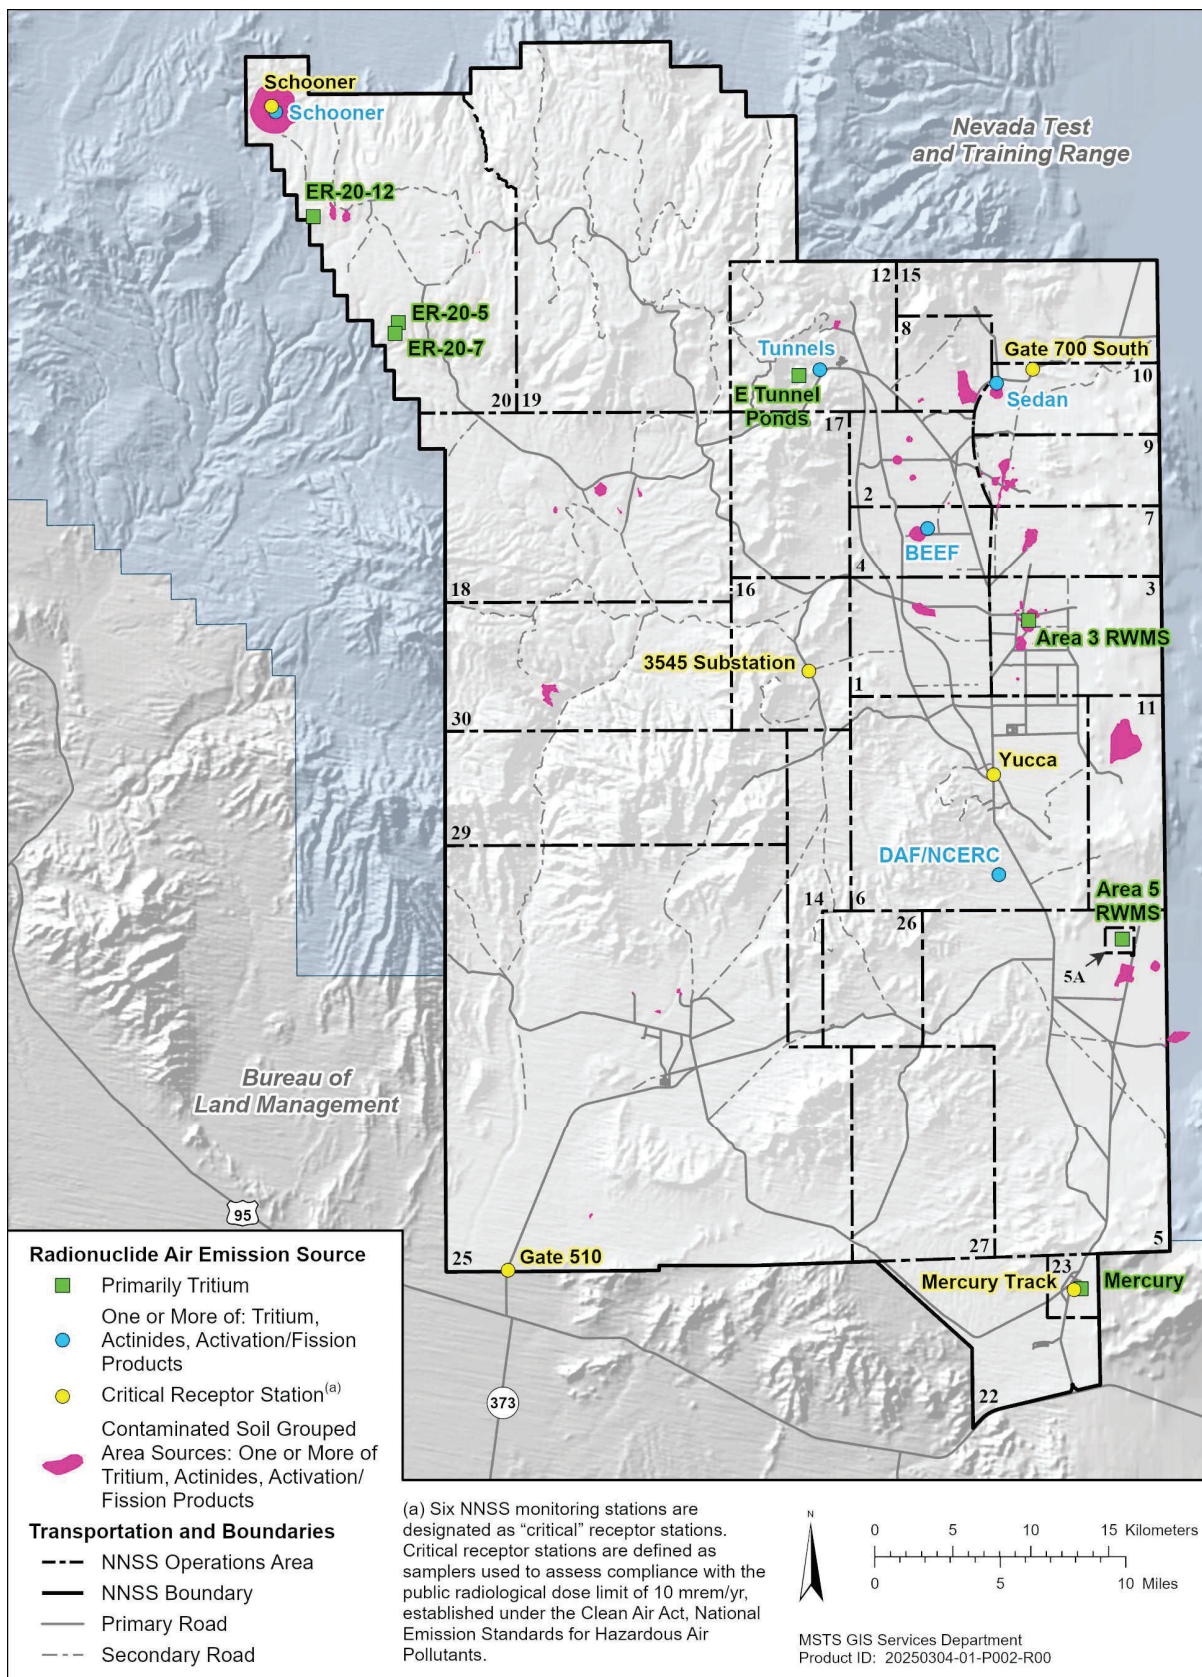 Schooner
Schooner
Nevada Test
and Training Range
ER-20-12
12
15
ER-20-5
8
ER-20-7
Tunnels
Gate 700 South
10
E Tunnel
Ponds
Sedan
20
19
17
9
2
7
BEEF
4
18
16
3
Area 3 RWMS
3545 Substation
1
30
11
Yucca
29
DAF/NCERC
Area 5
RWMS
14
6
26
5A
Bureau of
Land Management
95
25
Gate 510
27
5
23
Mercury Track
Mercury
373
22
Radionuclide Air Emission Source
Primarily Tritium
One or More of: Tritium,
Actinides, Activation/Fission
Products
Critical Receptor Station(a)
Contaminated Soil Grouped
Area Sources: One or More of
Tritium, Actinides, Activation/
Fission Products
Transportation and Boundaries
NNSS Operations Area
NNSS Boundary
Primary Road
Secondary Road
(a) Six NNSS monitoring stations are
designated as “critical” receptor stations.
Critical receptor stations are defined as
samplers used to assess compliance with the
public radiological dose limit of 10 mrem/yr,
established under the Clean Air Act, National
Emission Standards for Hazardous Air
Pollutants.
N
0 5 10 15 Kilometers
0 5 10 Miles
MSTS GIS Services Department
Product ID: 20250304-01-P002-R00